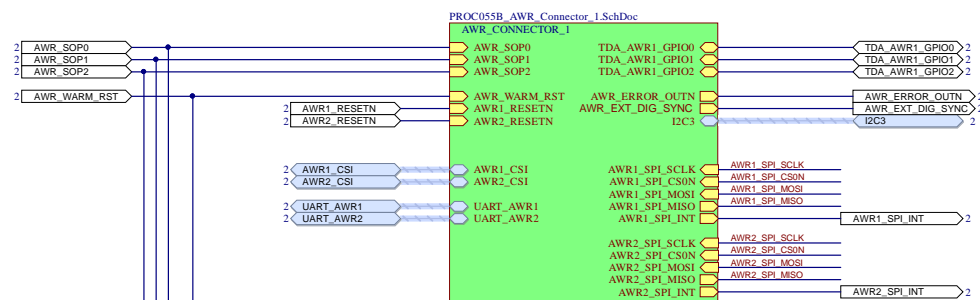 PROC055B_AWR_Connector_1.SchDoc
AWR_CONNECTOR_1
2 AWR_SOP0 AWR_SOP0 TDA_AWR1_GPIO0 TDA_AWR1_GPIO0 2
2 AWR_SOP1 AWR_SOP1 TDA_AWR1_GPIO1 TDA_AWR1_GPIO1 2
2 AWR_SOP2 AWR_SOP2 TDA_AWR1_GPIO2 TDA_AWR1_GPIO2 2
2 AWR_WARM_RST AWR_WARM_RST AWR_ERROR_OUTN AWR_ERROR_OUTN 2
2 AWR1_RESETN AWR1_RESETN AWR_EXT_DIG_SYNC AWR_EXT_DIG_SYNC 2
2 AWR2_RESETN AWR2_RESETN I2C3 I2C3 2
2 AWR1_CSI AWR1_CSI AWR1_SPI_SCLK AWR1_SPI_SCLK
2 AWR2_CSI AWR2_CSI AWR1_SPI_CS0N AWR1_SPI_CS0N
AWR1_SPI_MOSI AWR1_SPI_MOSI
2 UART_AWR1 UART_AWR1 AWR1_SPI_MISO AWR1_SPI_MISO
2 UART_AWR2 UART_AWR2 AWR1_SPI_INT AWR1_SPI_INT 2
AWR2_SPI_SCLK AWR2_SPI_SCLK
AWR2_SPI_CS0N AWR2_SPI_CS0N
AWR2_SPI_MOSI AWR2_SPI_MOSI
AWR2_SPI_MISO AWR2_SPI_MISO
AWR2_SPI_INT AWR2_SPI_INT 2